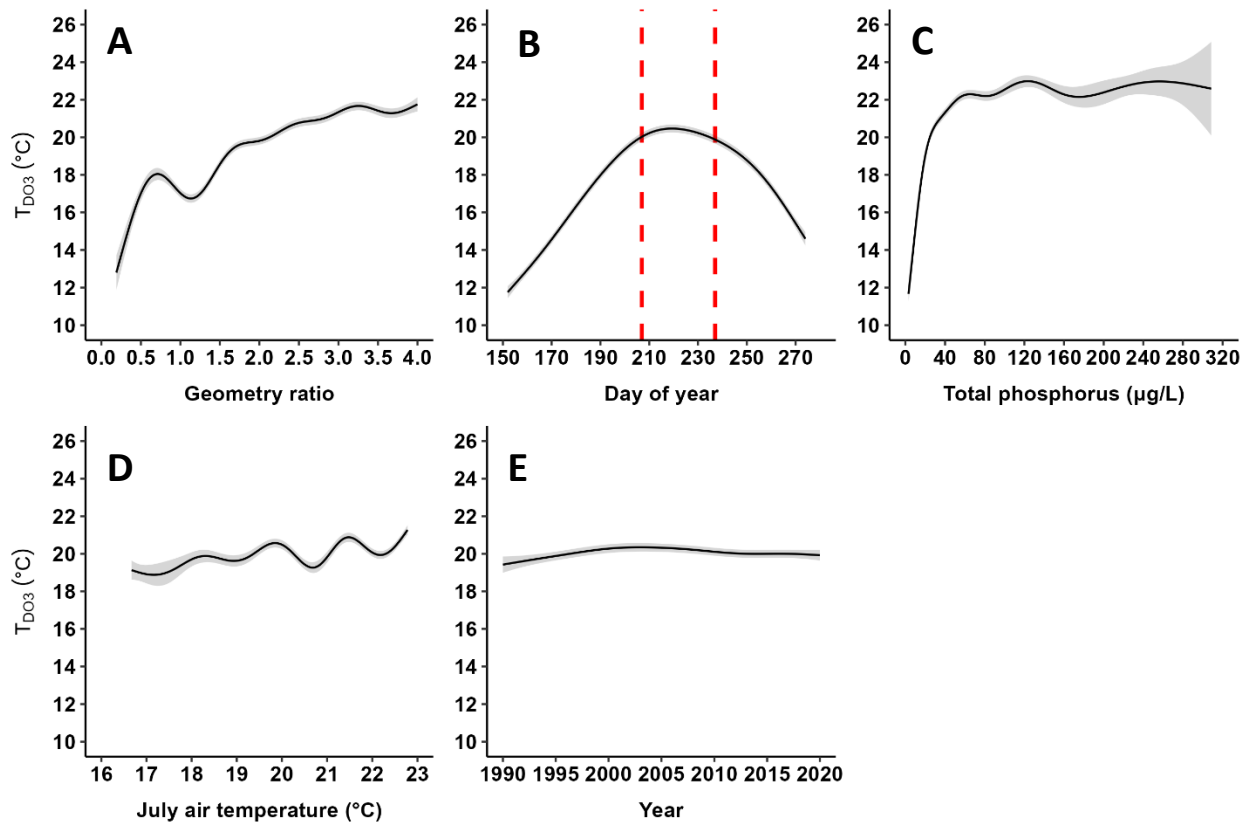 A
B
C
26
24
22
20
18
16
14
12
10
26
24
22
20
18
16
14
12
10
26
24
22
20
18
16
14
12
10
T_DO3 (°C)
0.0 0.5 1.0 1.5 2.0 2.5 3.0 3.5 4.0
150 170 190 210 230 250 270
0 40 80 120 160 200 240 280 320
Geometry ratio
Day of year
Total phosphorus (µg/L)
D
E
26
24
22
20
18
16
14
12
10
26
24
22
20
18
16
14
12
10
T_DO3 (°C)
16 17 18 19 20 21 22 23
1990 1995 2000 2005 2010 2015 2020
July air temperature (°C)
Year